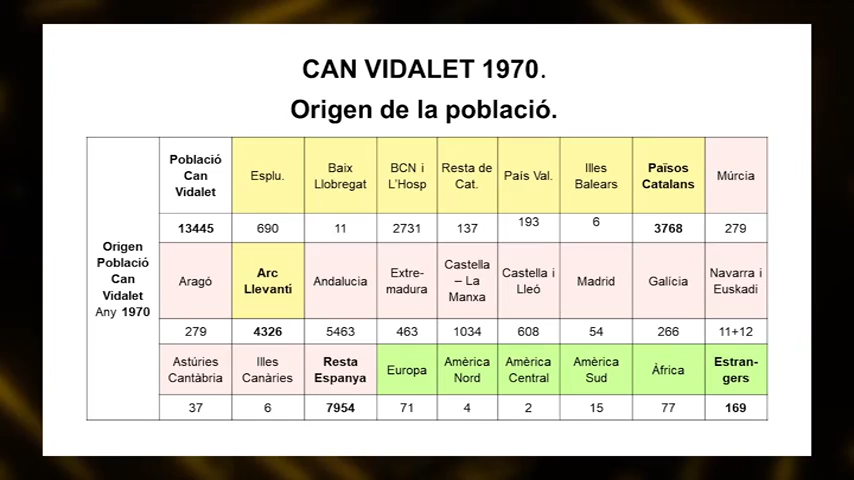 CAN VIDALET 1970.
Origen de la població.
Origen
Població
Can
Vidalet
Any 1970
Població
Can
Vidalet
Esplu.
Baix
Llobregat
BCN i
L'Hosp
Resta de
Cat.
País Val.
Illes
Balears
Països
Catalans
Múrcia
13445
690
11
2731
137
193
6
3768
279
Aragó
Arc
Llevanti
Andalucia
Extre-
madura
Castella
– La
Manxa
Castella i
Lleó
Madrid
Galícia
Navarra i
Euskadi
279
4326
5463
463
1034
608
54
266
11+12
Astúries
Cantàbria
Illes
Canàries
Resta
Espanya
Europa
Amèrica
Nord
Amèrica
Central
Amèrica
Sud
Àfrica
Estran-
gers
37
6
7954
71
4
2
15
77
169